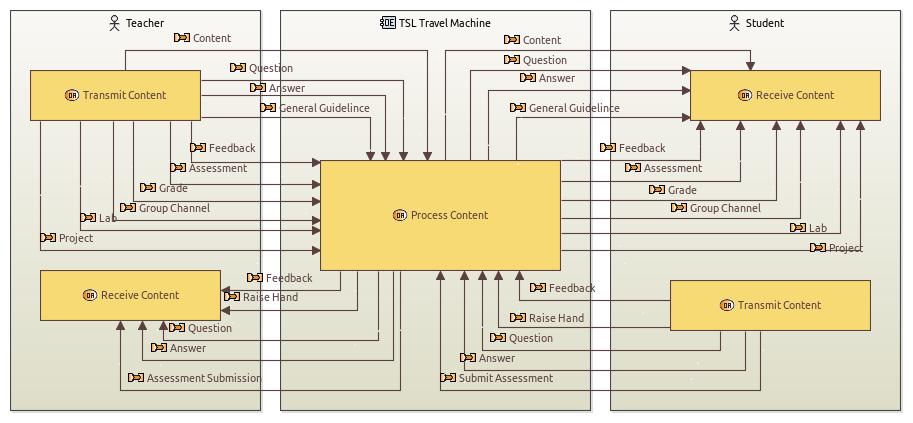 Teacher
TSL Travel Machine
Student
Content
Content
Question
Question
Answer
Answer
Transmit Content
Receive Content
General Guidelince
General Guidelince
Feedback
Feedback
Assessment
Assessment
Grade
Grade
Group Channel
Process Content
Group Channel
Lab
Lab
Project
Project
Feedback
Feedback
Receive Content
Raise Hand
Transmit Content
Raise Hand
Question
Question
Answer
Answer
Assessment Submission
Submit Assessment